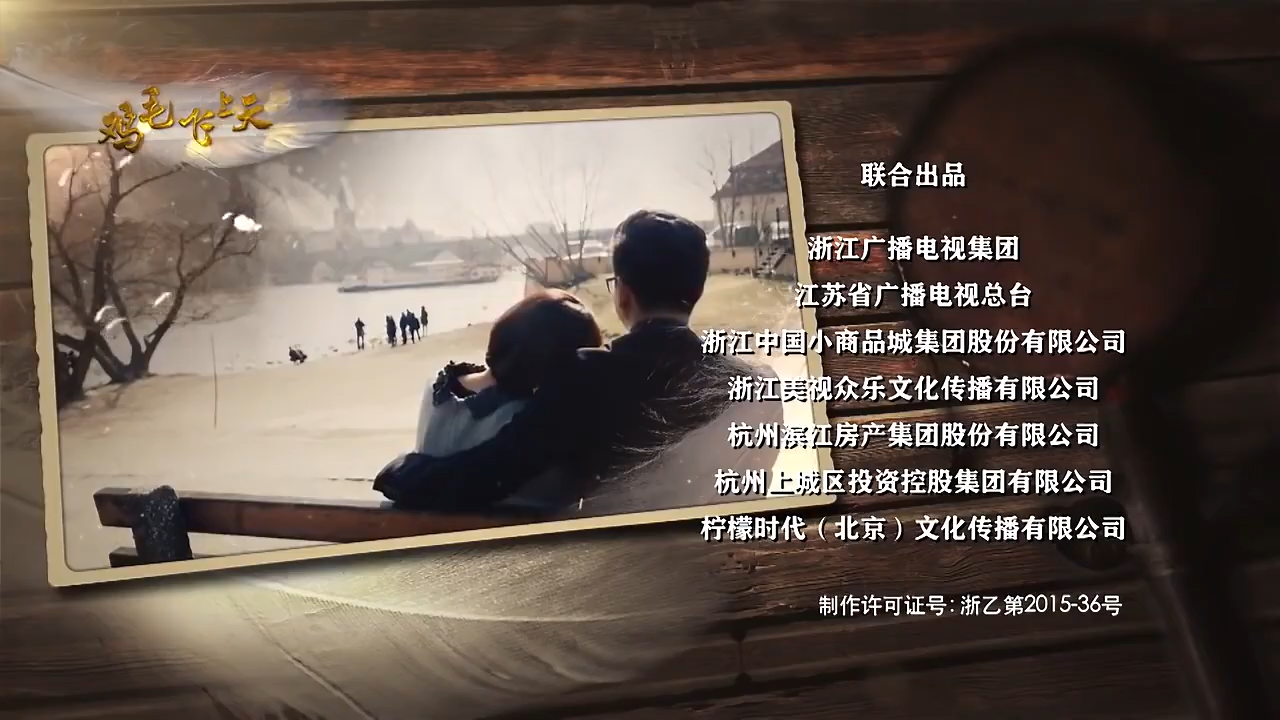 鸡毛飞上天
联合出品
浙江广播电视集团
江苏省广播电视总台
浙江中国小商品城集团股份有限公司
浙江美视众乐文化传播有限公司
杭州滨江房产集团股份有限公司
杭州上城区投资控股集团有限公司
柠檬时代（北京）文化传播有限公司
制作许可证号：浙乙第2015-36号